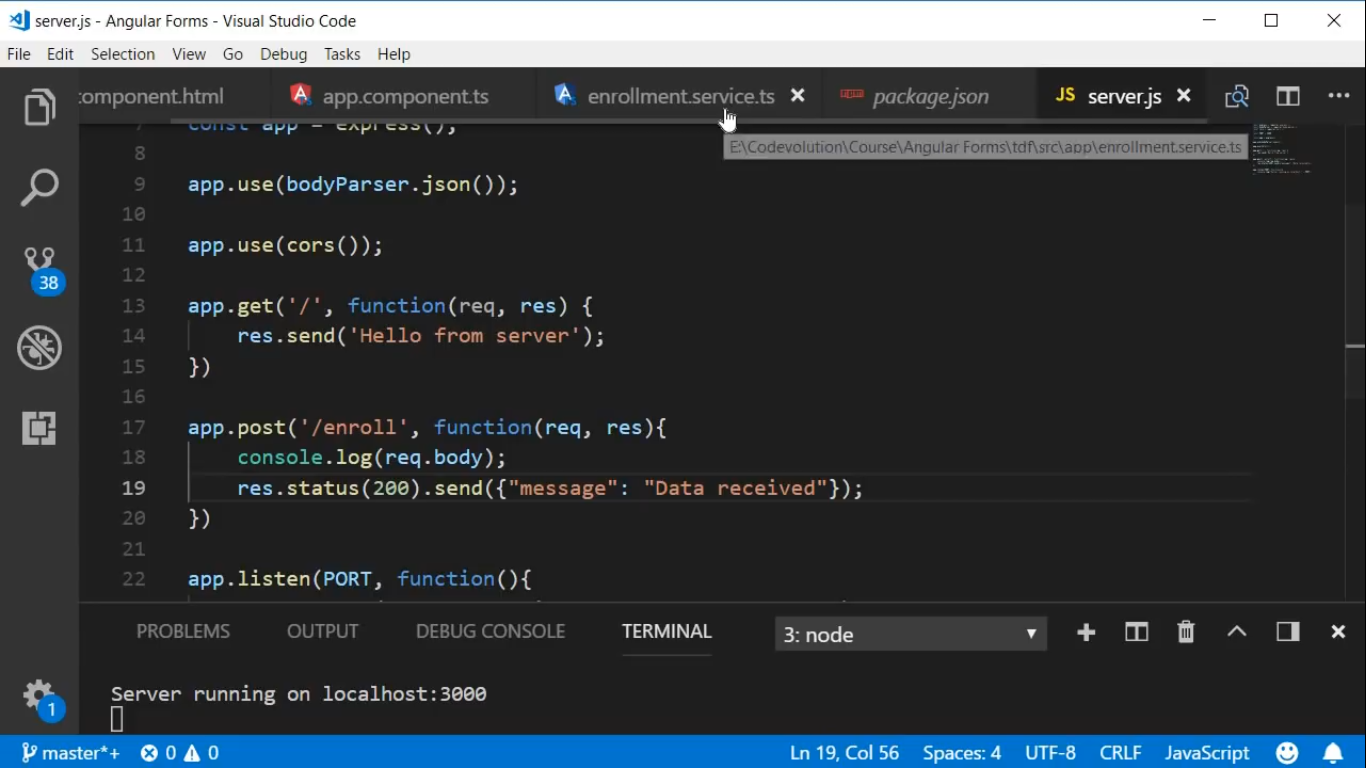 server.js - Angular Forms - Visual Studio Code
File Edit Selection View Go Debug Tasks Help
component.html app.component.ts enrollment.service.ts package.json JS server.js
E:\Codevolution\Course\Angular Forms\tdf\src\app\enrollment.service.ts
7 const app = express();
8
9 app.use(bodyParser.json());
10
11 app.use(cors());
12
13 app.get('/', function(req, res) {
14 res.send('Hello from server');
15 })
16
17 app.post('/enroll', function(req, res){
18 console.log(req.body);
19 res.status(200).send({"message": "Data received"});
20 })
21
22 app.listen(PORT, function(){
38
1
PROBLEMS OUTPUT DEBUG CONSOLE TERMINAL 3: node
Server running on localhost:3000
master*+ 0 0 Ln 19, Col 56 Spaces: 4 UTF-8 CRLF JavaScript